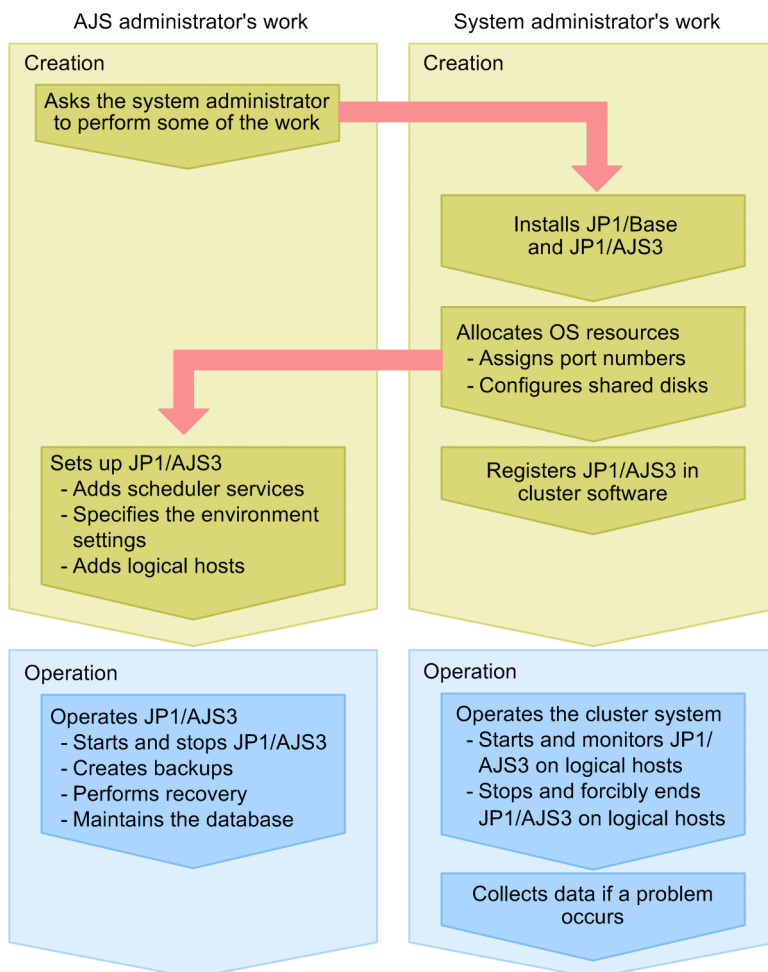 AJS administrator's work
System administrator's work
Creation
Asks the system administrator
to perform some of the work
Sets up JP1/AJS3
- Adds scheduler services
- Specifies the environment
settings
- Adds logical hosts
Creation
Installs JP1/Base
and JP1/AJS3
Allocates OS resources
- Assigns port numbers
- Configures shared disks
Registers JP1/AJS3 in
cluster software
Operation
Operates JP1/AJS3
- Starts and stops JP1/AJS3
- Creates backups
- Performs recovery
- Maintains the database
Operation
Operates the cluster system
- Starts and monitors JP1/
AJS3 on logical hosts
- Stops and forcibly ends
JP1/AJS3 on logical hosts
Collects data if a problem
occurs